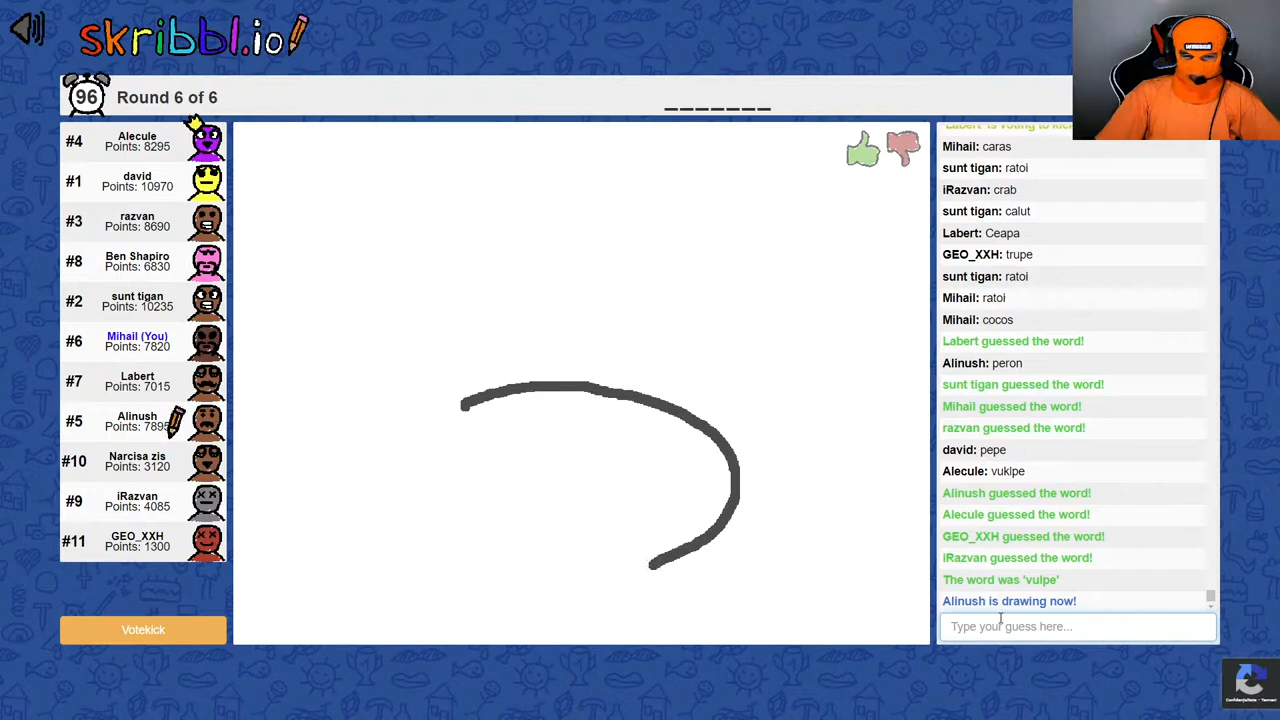 skribbl.io
96
Round 6 of 6
_______
#4
Alecule
Points: 8295
#1
david
Points: 10970
#3
razvan
Points: 8690
#8
Ben Shapiro
Points: 6830
#2
sunt tigan
Points: 10235
#6
Mihail (You)
Points: 7820
#7
Labert
Points: 7015
#5
Alinush
Points: 7895
#10
Narcisa zis
Points: 3120
#9
iRazvan
Points: 4085
#11
GEO_XXH
Points: 1300
Votekick
Mihail: caras
sunt tigan: ratoi
iRazvan: crab
sunt tigan: calut
Labert: Ceapa
GEO_XXH: trupe
sunt tigan: ratoi
Mihail: ratoi
Mihail: cocos
Labert guessed the word!
Alinush: peron
sunt tigan guessed the word!
Mihail guessed the word!
razvan guessed the word!
david: pepe
Alecule: vuklpe
Alinush guessed the word!
Alecule guessed the word!
GEO_XXH guessed the word!
iRazvan guessed the word!
The word was 'vulpe'
Alinush is drawing now!
Type your guess here...